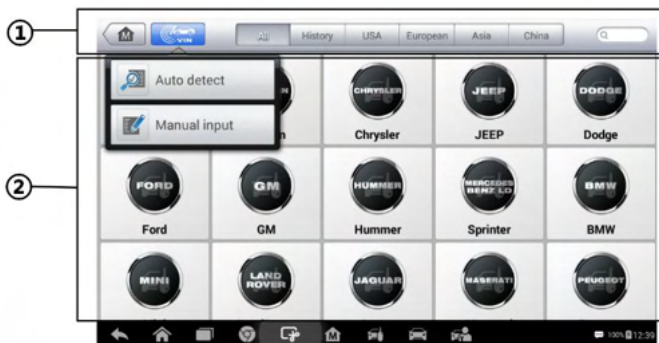 ①
VIN
All History USA European Asia China
②
Auto detect
Manual input
CHRYSLER JEEP DODGE
Chrysler JEEP Dodge
FORD GM HUMMER MERCEDES BENZ LD BMW
Ford GM Hummer Sprinter BMW
MINI LAND ROVER JAGUAR MASERATI PEUGEOT
100% 12:39